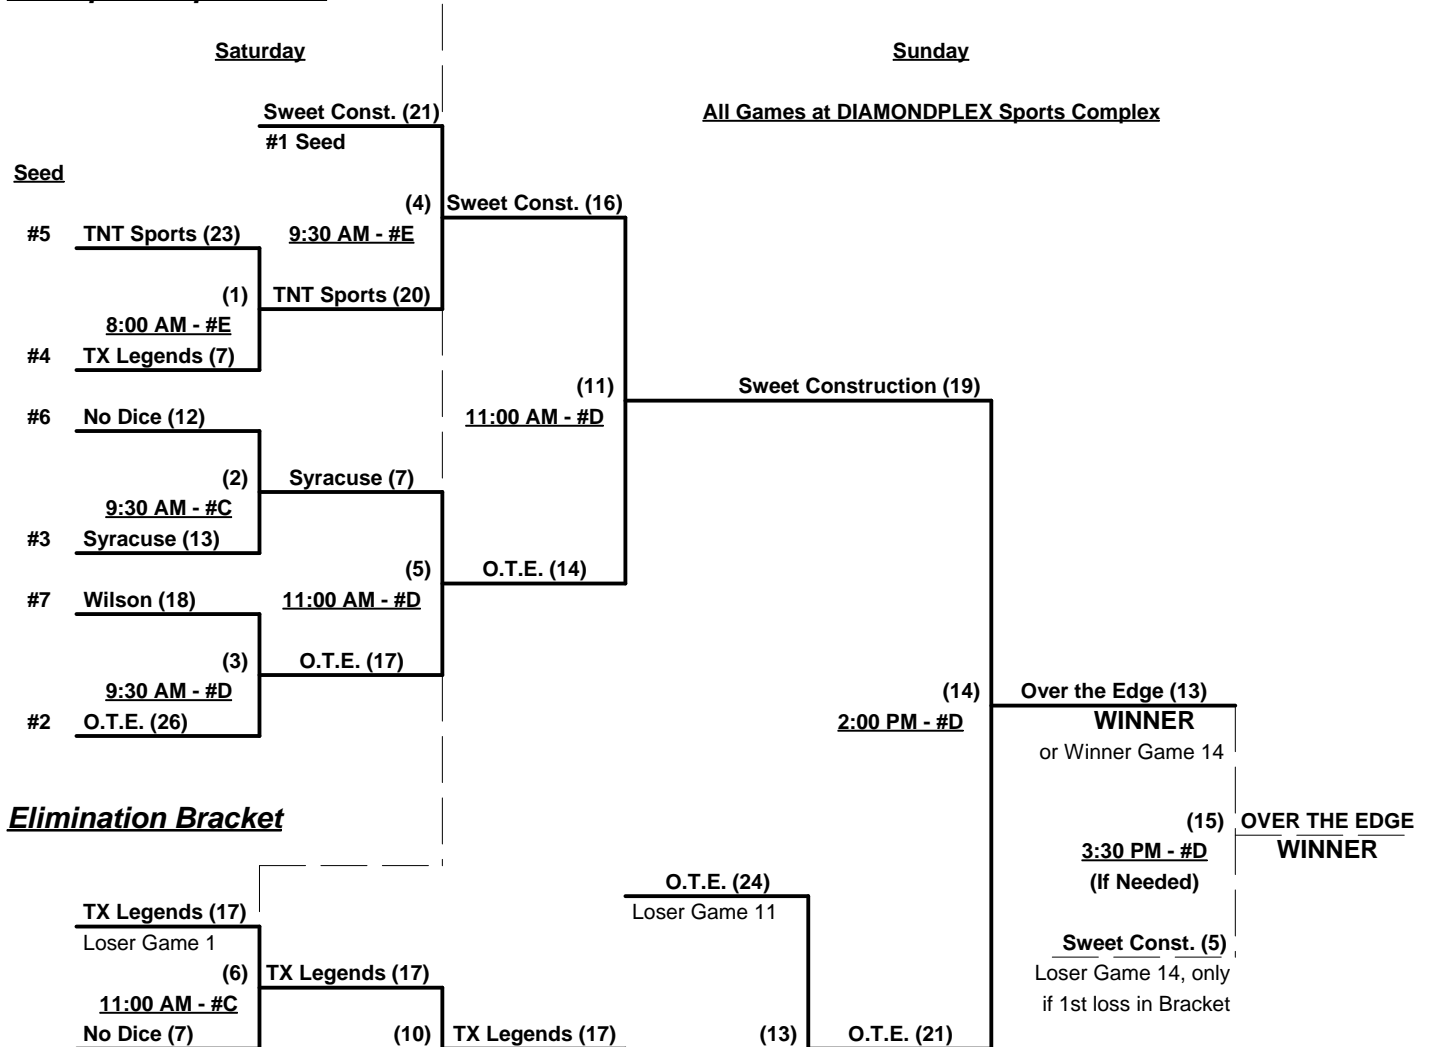 Saturday
Sunday
Sweet Const. (21)
All Games at DIAMONDPLEX Sports Complex
#1 Seed
Seed
(4)
Sweet Const. (16)
#5
TNT Sports (23)
9:30 AM - #E
(1)
TNT Sports (20)
8:00 AM - #E
#4
TX Legends (7)
(11)
Sweet Construction (19)
#6
No Dice (12)
11:00 AM - #D
(2)
Syracuse (7)
9:30 AM - #C
#3
Syracuse (13)
(5)
O.T.E. (14)
#7
Wilson (18)
11:00 AM - #D
(3)
O.T.E. (17)
9:30 AM - #D
(14)
Over the Edge (13)
#2
O.T.E. (26)
2:00 PM - #D
WINNER
or Winner Game 14
Elimination Bracket
(15)
OVER THE EDGE
3:30 PM - #D
WINNER
(If Needed)
O.T.E. (24)
TX Legends (17)
Loser Game 11
Loser Game 1
Sweet Const. (5)
(6)
TX Legends (17)
Loser Game 14, only
11:00 AM - #C
if 1st loss in Bracket
No Dice (7)
(10)
TX Legends (17)
(13)
O.T.E. (21)